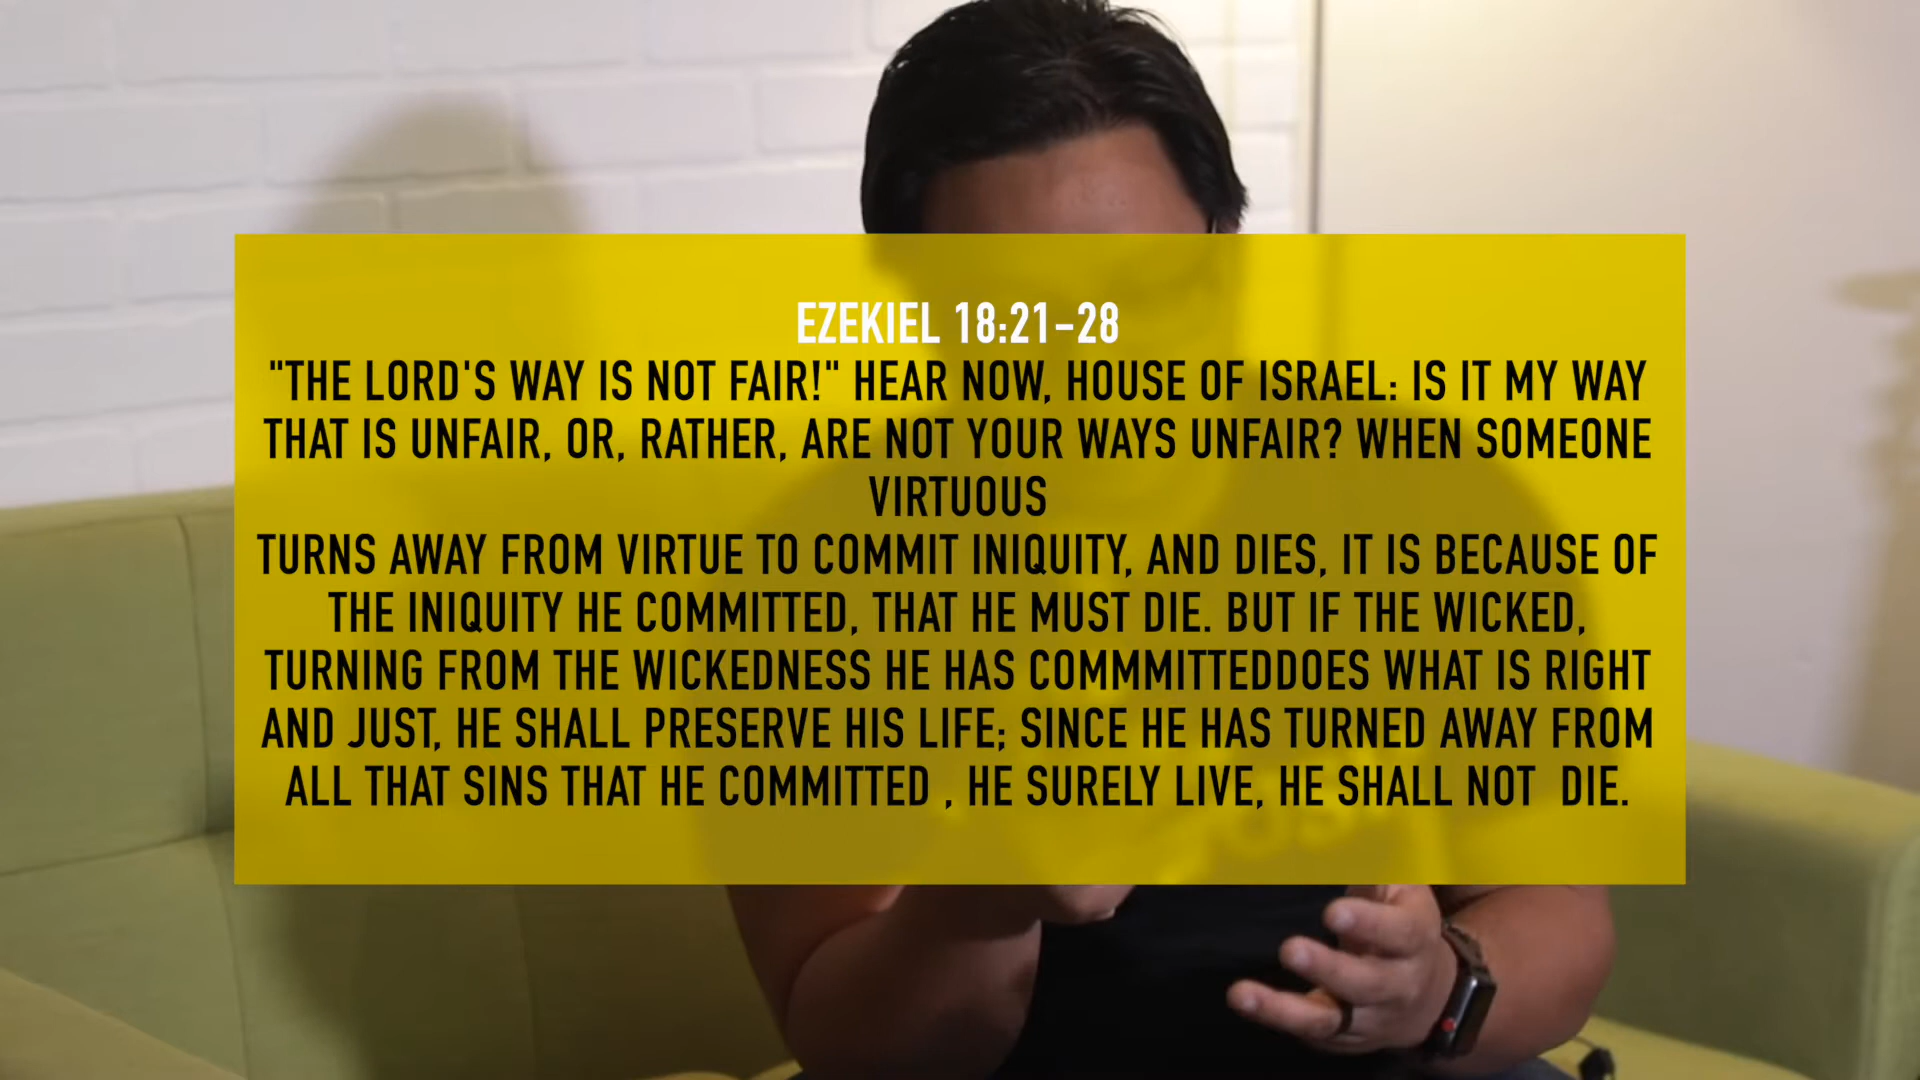 EZEKIEL 18:21-28
"THE LORD'S WAY IS NOT FAIR!" HEAR NOW, HOUSE OF ISRAEL: IS IT MY WAY
THAT IS UNFAIR, OR, RATHER, ARE NOT YOUR WAYS UNFAIR? WHEN SOMEONE
VIRTUOUS
TURNS AWAY FROM VIRTUE TO COMMIT INIQUITY, AND DIES, IT IS BECAUSE OF
THE INIQUITY HE COMMITTED, THAT HE MUST DIE. BUT IF THE WICKED,
TURNING FROM THE WICKEDNESS HE HAS COMMMITTEDDOES WHAT IS RIGHT
AND JUST, HE SHALL PRESERVE HIS LIFE; SINCE HE HAS TURNED AWAY FROM
ALL THAT SINS THAT HE COMMITTED , HE SURELY LIVE, HE SHALL NOT  DIE.